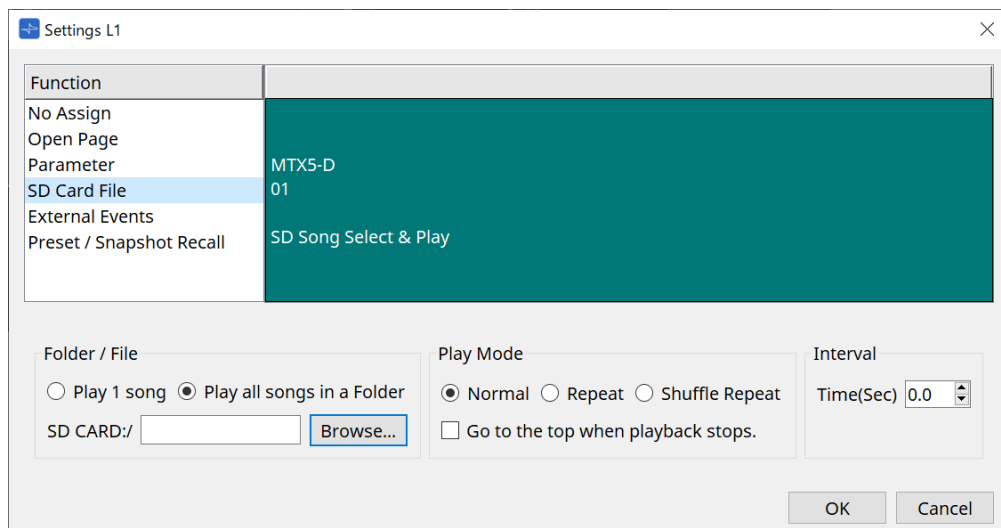 Settings L1
Function
No Assign
Open Page
Parameter
SD Card File
External Events
Preset / Snapshot Recall
MTX5-D
01
SD Song Select & Play
Folder / File
Play 1 song Play all songs in a Folder
SD CARD:/ Browse...
Play Mode
Normal Repeat Shuffle Repeat
Go to the top when playback stops.
Interval
Time(Sec) 0.0
OK Cancel